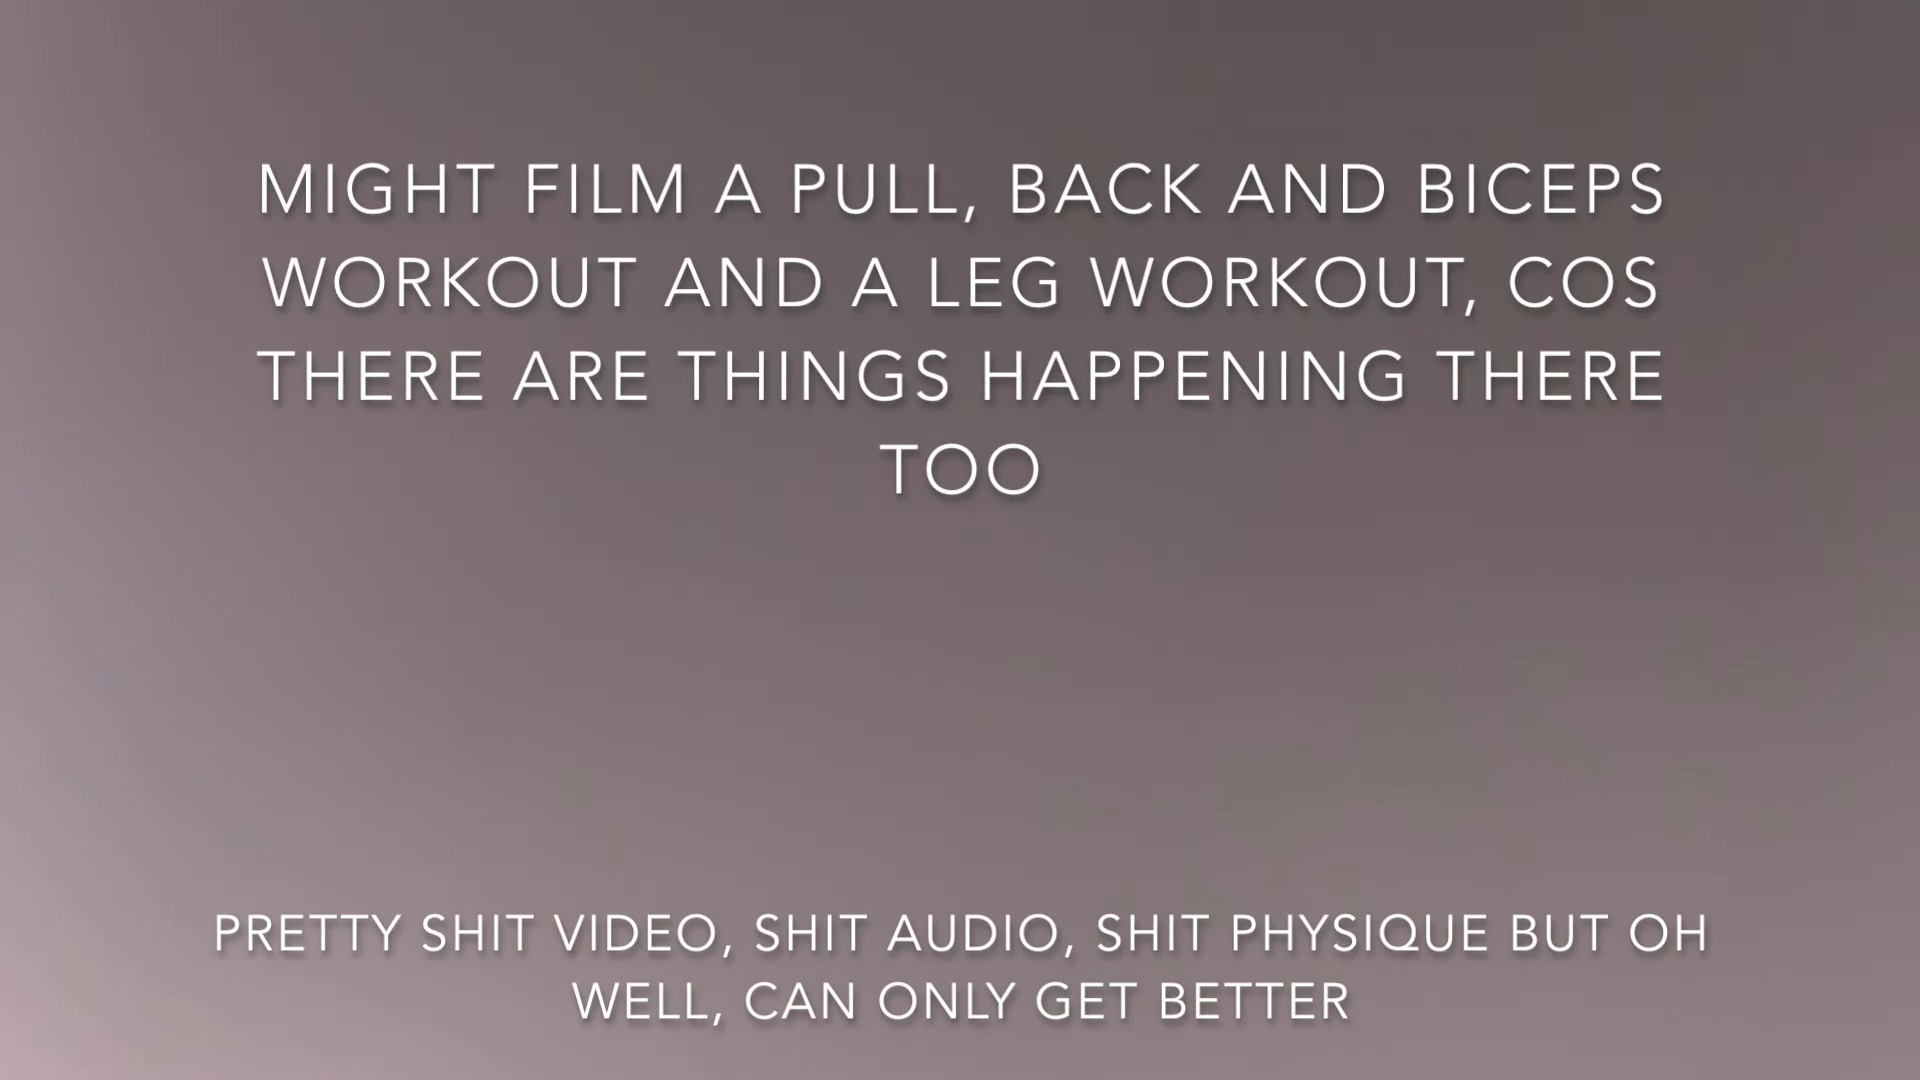 MIGHT FILM A PULL, BACK AND BICEPS
WORKOUT AND A LEG WORKOUT, COS
THERE ARE THINGS HAPPENING THERE
TOO
PRETTY SHIT VIDEO, SHIT AUDIO, SHIT PHYSIQUE BUT OH
WELL, CAN ONLY GET BETTER